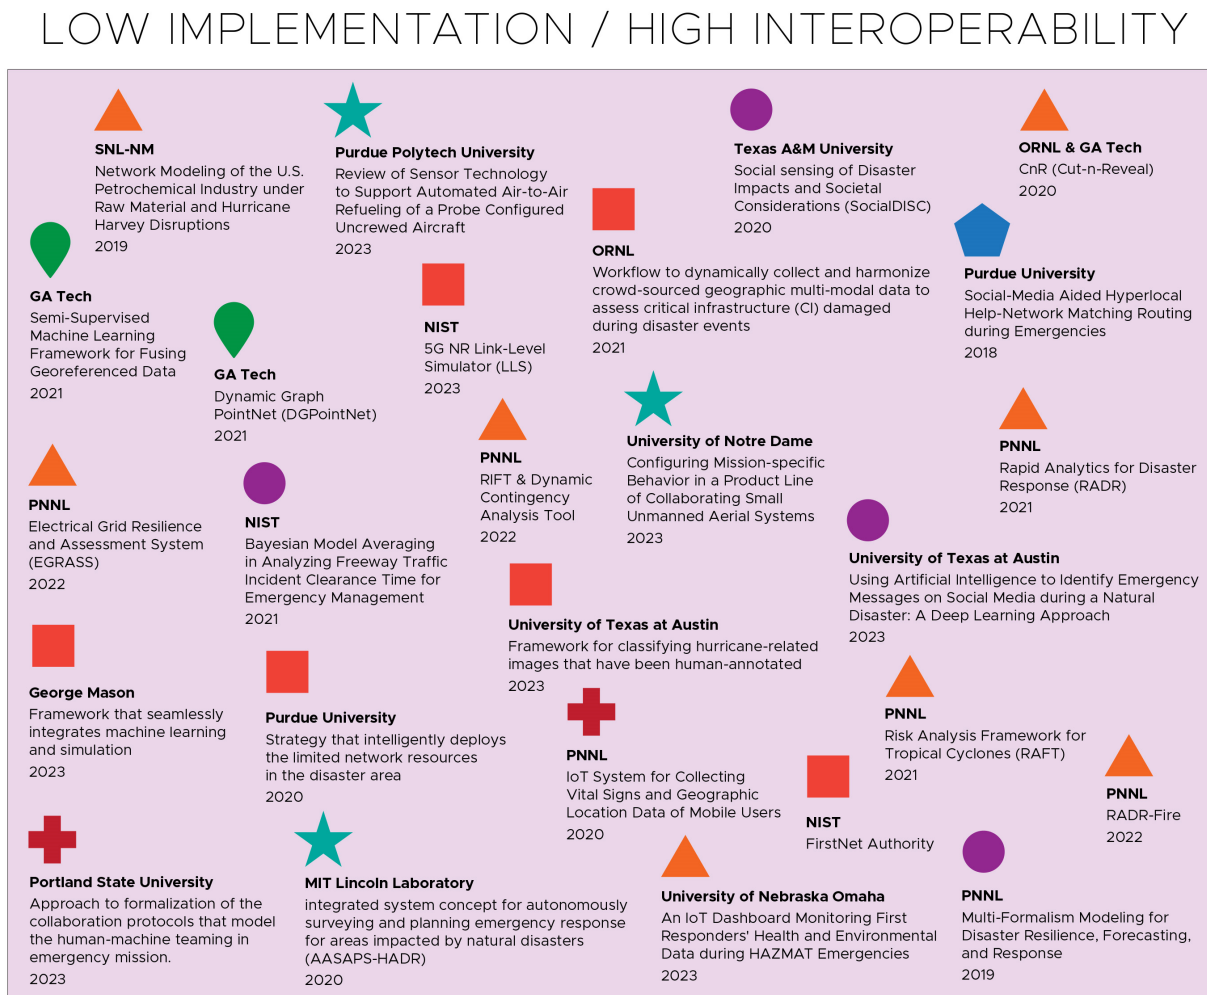 LOW IMPLEMENTATION / HIGH INTEROPERABILITY
SNL-NM
Network Modeling of the U.S.
Petrochemical Industry under
Raw Material and Hurricane
Harvey Disruptions
2019
Purdue Polytech University
Review of Sensor Technology
to Support Automated Air-to-Air
Refueling of a Probe Configured
Uncrewed Aircraft
2023
Texas A&M University
Social sensing of Disaster
Impacts and Societal
Considerations (SocialDISC)
2020
ORNL & GA Tech
CnR (Cut-n-Reveal)
2020
GA Tech
Semi-Supervised
Machine Learning
Framework for Fusing
Georeferenced Data
2021
GA Tech
Dynamic Graph
PointNet (DGPointNet)
2021
NIST
5G NR Link-Level
Simulator (LLS)
2023
ORNL
Workflow to dynamically collect and harmonize
crowd-sourced geographic multi-modal data to
assess critical infrastructure (CI) damaged
during disaster events
2021
Purdue University
Social-Media Aided Hyperlocal
Help-Network Matching Routing
during Emergencies
2018
PNNL
Electrical Grid Resilience
and Assessment System
(EGRASS)
2022
NIST
Bayesian Model Averaging
in Analyzing Freeway Traffic
Incident Clearance Time for
Emergency Management
2021
PNNL
RIFT & Dynamic
Contingency
Analysis Tool
2022
University of Notre Dame
Configuring Mission-specific
Behavior in a Product Line
of Collaborating Small
Unmanned Aerial Systems
2023
PNNL
Rapid Analytics for Disaster
Response (RADR)
2021
University of Texas at Austin
Using Artificial Intelligence to Identify Emergency
Messages on Social Media during a Natural
Disaster: A Deep Learning Approach
2023
University of Texas at Austin
Framework for classifying hurricane-related
images that have been human-annotated
2023
George Mason
Framework that seamlessly
integrates machine learning
and simulation
2023
Purdue University
Strategy that intelligently deploys
the limited network resources
in the disaster area
2020
PNNL
IoT System for Collecting
Vital Signs and Geographic
Location Data of Mobile Users
2020
PNNL
Risk Analysis Framework for
Tropical Cyclones (RAFT)
2021
NIST
FirstNet Authority
PNNL
RADR-Fire
2022
Portland State University
Approach to formalization of the
collaboration protocols that model
the human-machine teaming in
emergency mission.
2023
MIT Lincoln Laboratory
integrated system concept for autonomously
surveying and planning emergency response
for areas impacted by natural disasters
(AASAPS-HADR)
2020
University of Nebraska Omaha
An IoT Dashboard Monitoring First
Responders' Health and Environmental
Data during HAZMAT Emergencies
2023
PNNL
Multi-Formalism Modeling for
Disaster Resilience, Forecasting,
and Response
2019